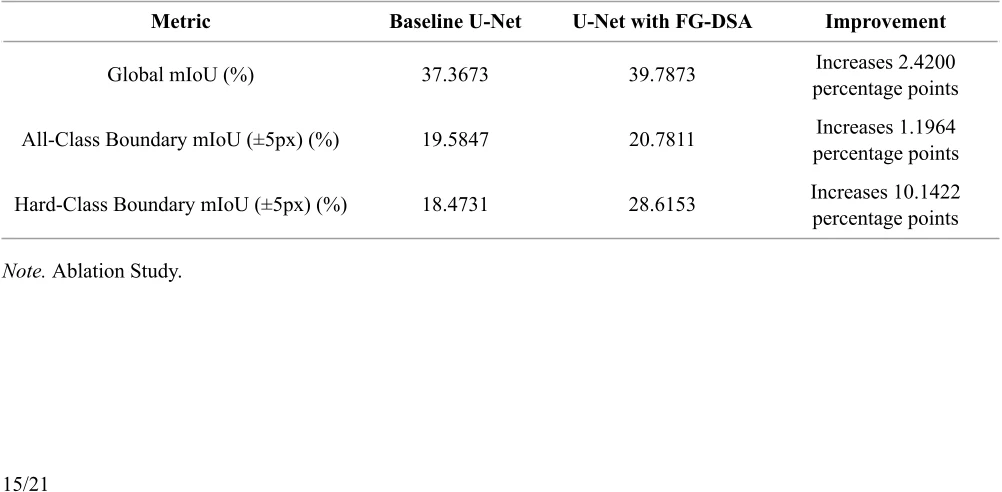 Metric Baseline U-Net U-Net with FG-DSA Improvement
Global mIoU (%) 37.3673 39.7873 Increases 2.4200
percentage points
All-Class Boundary mIoU (±5px) (%) 19.5847 20.7811 Increases 1.1964
percentage points
Hard-Class Boundary mIoU (±5px) (%) 18.4731 28.6153 Increases 10.1422
percentage points
Note. Ablation Study.
15/21